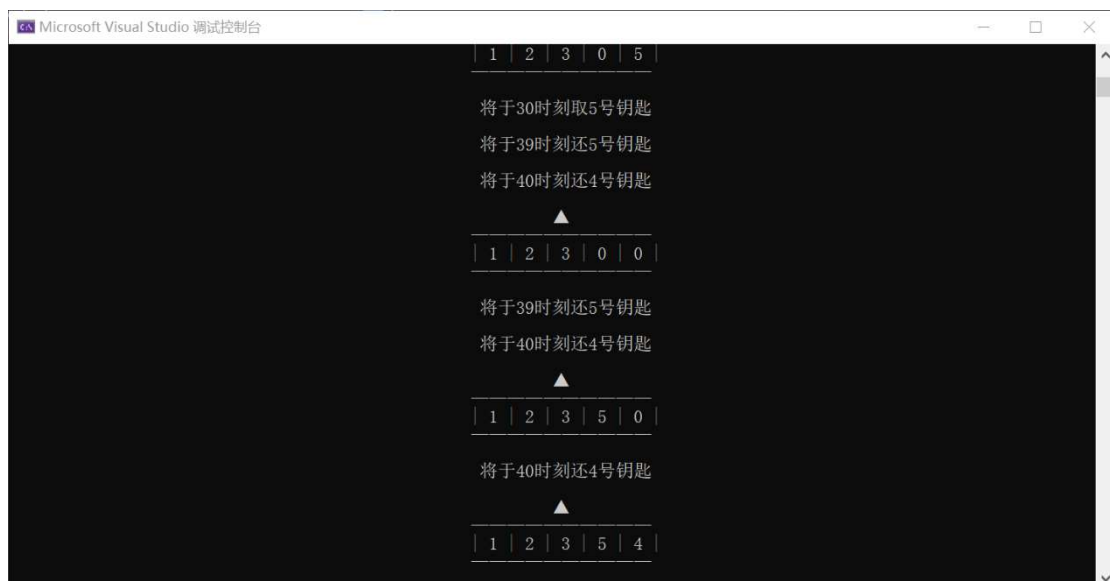 Microsoft Visual Studio 调试控制台
| 1 | 2 | 3 | 0 | 5 |
将于30时刻取5号钥匙
将于39时刻还5号钥匙
将于40时刻还4号钥匙
▲
| 1 | 2 | 3 | 0 | 0 |
将于39时刻还5号钥匙
将于40时刻还4号钥匙
▲
| 1 | 2 | 3 | 5 | 0 |
将于40时刻还4号钥匙
▲
| 1 | 2 | 3 | 5 | 4 |